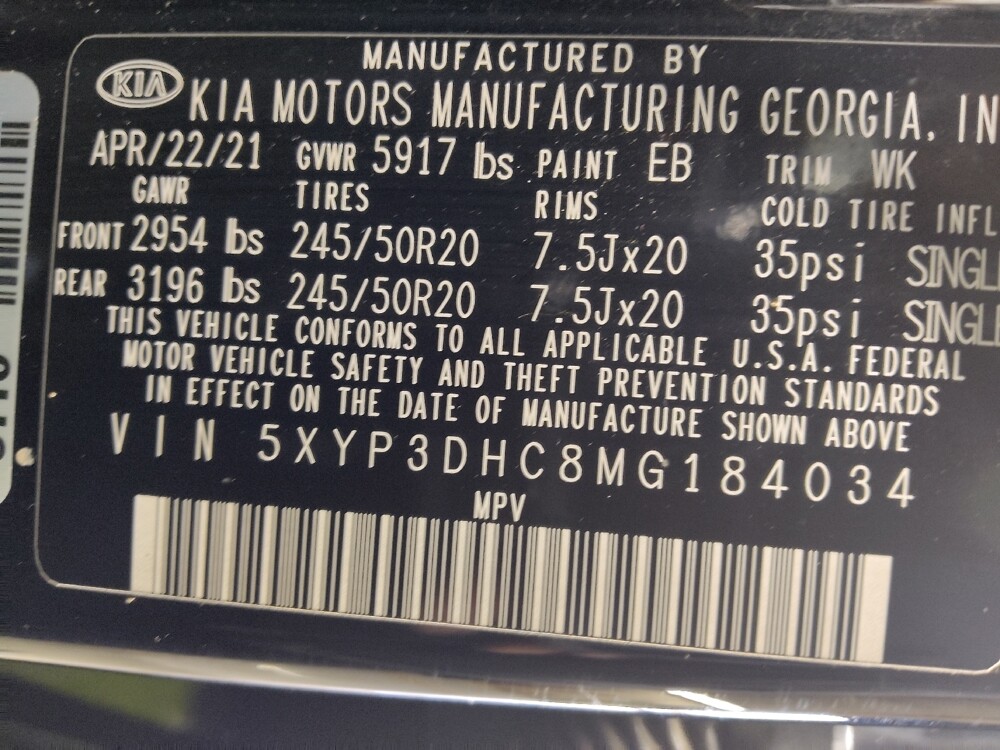 MANUFACTURED BY
KIA KIA MOTORS MANUFACTURING GEORGIA, IN
APR/22/21 GVWR 5917 lbs PAINT EB TRIM WK
GAWR TIRES RIMS COLD TIRE INFL
FRONT 2954 lbs 245/50R20 7.5Jx20 35psi SINGLE
REAR 3196 lbs 245/50R20 7.5Jx20 35psi SINGLE
THIS VEHICLE CONFORMS TO ALL APPLICABLE U.S.A. FEDERAL
MOTOR VEHICLE SAFETY AND THEFT PREVENTION STANDARDS
IN EFFECT ON THE DATE OF MANUFACTURE SHOWN ABOVE
VIN 5XYP3DHC8MG184034
MPV